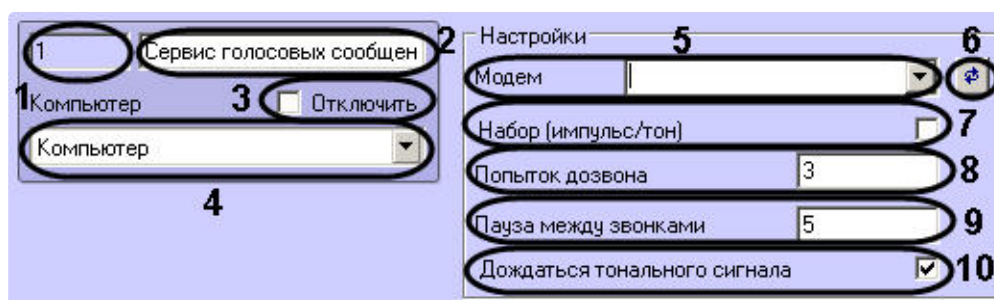 1 Сервис голосовых сообщен 2
1 Компьютер 3 Отключить
Компьютер
4
Настройки 5 6
Модем
Набор (импульс/тон) 7
Попыток дозвона 3 8
Пауза между звонками 5 9
Дождаться тонального сигнала 10